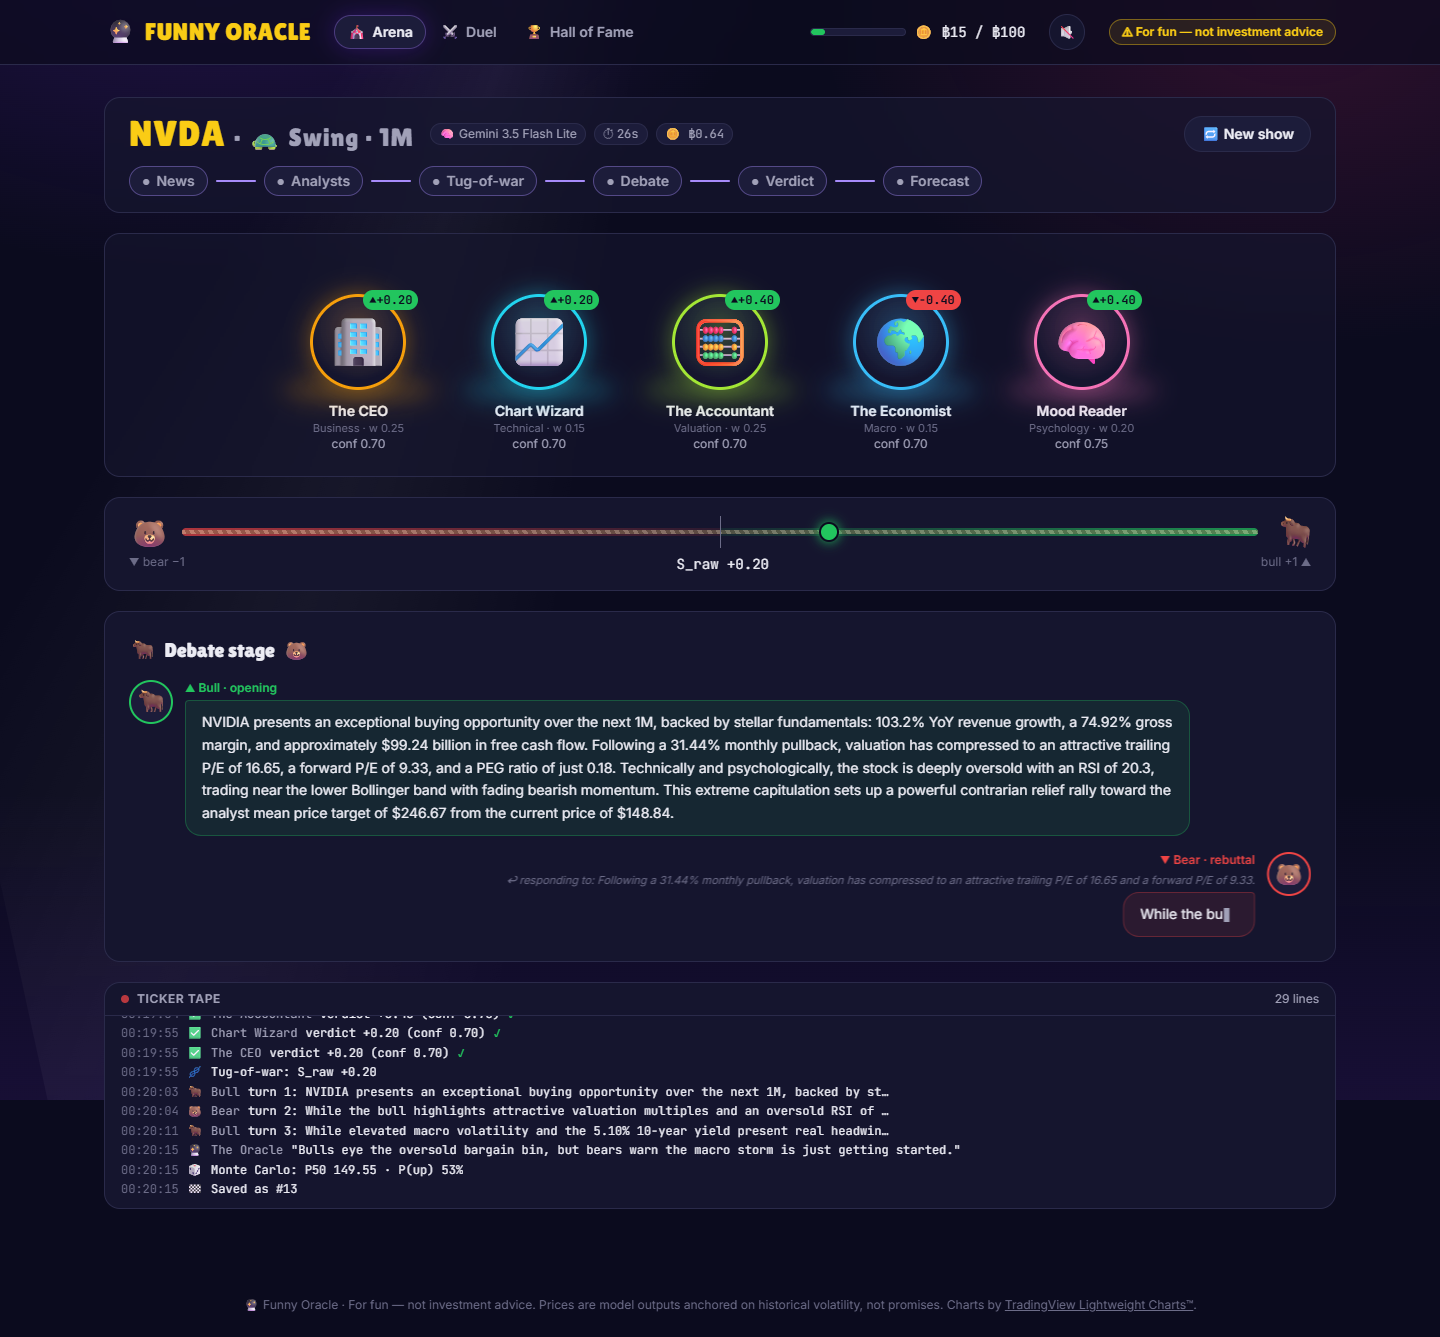 FUNNY ORACLE
Arena
Duel
Hall of Fame
฿15 / ฿100
⚠ For fun — not investment advice
NVDA · Swing · 1M
Gemini 3.5 Flash Lite
26s
฿0.64
New show
News
Analysts
Tug-of-war
Debate
Verdict
Forecast
▲+0.20
▲+0.20
▲+0.40
▼-0.40
▲+0.40
The CEO
Business · w 0.25
conf 0.70
Chart Wizard
Technical · w 0.15
conf 0.70
The Accountant
Valuation · w 0.25
conf 0.70
The Economist
Macro · w 0.15
conf 0.70
Mood Reader
Psychology · w 0.20
conf 0.75
▼ bear −1
S_raw +0.20
bull +1 ▲
Debate stage
▲ Bull · opening
NVIDIA presents an exceptional buying opportunity over the next 1M, backed by stellar fundamentals: 103.2% YoY revenue growth, a 74.92% gross
margin, and approximately $99.24 billion in free cash flow. Following a 31.44% monthly pullback, valuation has compressed to an attractive trailing
P/E of 16.65, a forward P/E of 9.33, and a PEG ratio of just 0.18. Technically and psychologically, the stock is deeply oversold with an RSI of 20.3,
trading near the lower Bollinger band with fading bearish momentum. This extreme capitulation sets up a powerful contrarian relief rally toward the
analyst mean price target of $246.67 from the current price of $148.84.
▼ Bear · rebuttal
↩ responding to: Following a 31.44% monthly pullback, valuation has compressed to an attractive trailing P/E of 16.65 and a forward P/E of 9.33.
While the bu
TICKER TAPE
29 lines
00:19:55 ✅ Chart Wizard verdict +0.20 (conf 0.70) ✓
00:19:55 ✅ The CEO verdict +0.20 (conf 0.70) ✓
00:19:55 Tug-of-war: S_raw +0.20
00:20:03 Bull turn 1: NVIDIA presents an exceptional buying opportunity over the next 1M, backed by st…
00:20:04 Bear turn 2: While the bull highlights attractive valuation multiples and an oversold RSI of …
00:20:11 Bull turn 3: While elevated macro volatility and the 5.10% 10-year yield present real headwin…
00:20:15 The Oracle "Bulls eye the oversold bargain bin, but bears warn the macro storm is just getting started."
00:20:15 Monte Carlo: P50 149.55 · P(up) 53%
00:20:15 Saved as #13
Funny Oracle · For fun — not investment advice. Prices are model outputs anchored on historical volatility, not promises. Charts by TradingView Lightweight Charts™.